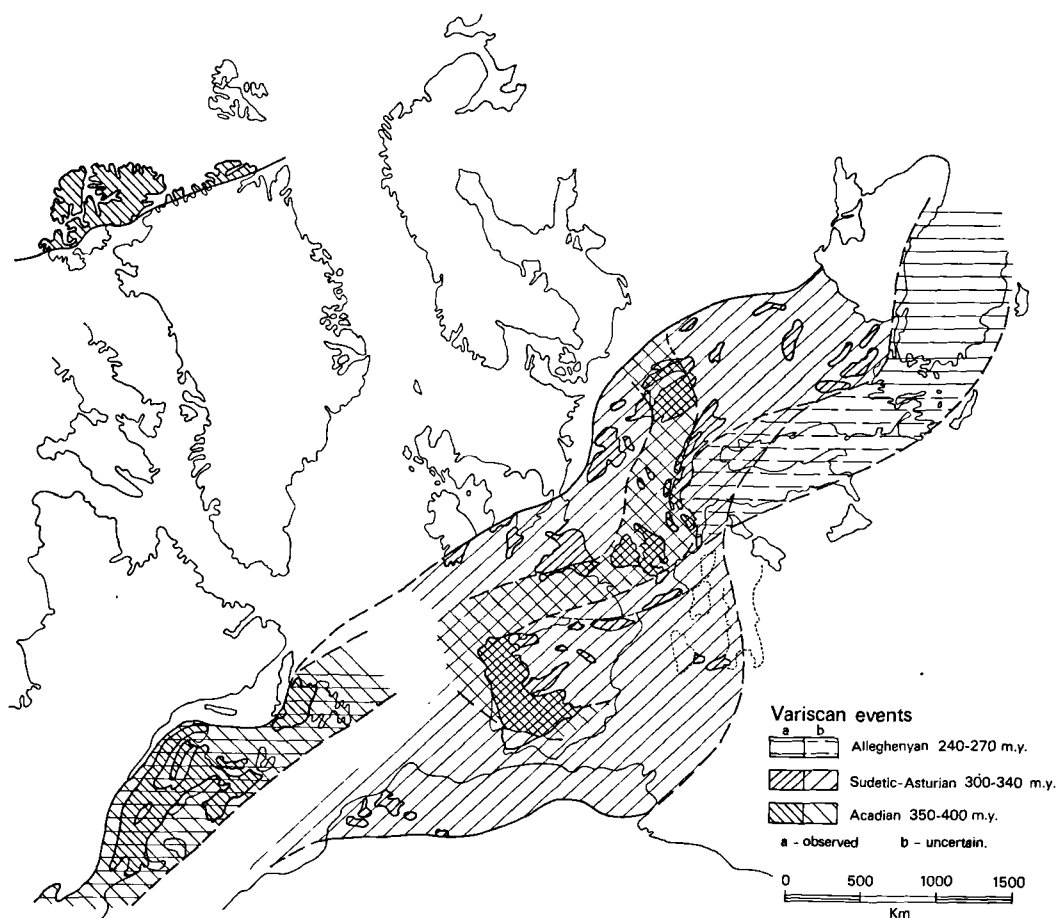 Variscan events
a b
Alleghenyan 240-270 m.y.
Sudetic-Asturian 300-340 m.y.
Acadian 350-400 m.y.
a - observed b - uncertain.
0 500 1000 1500
Km